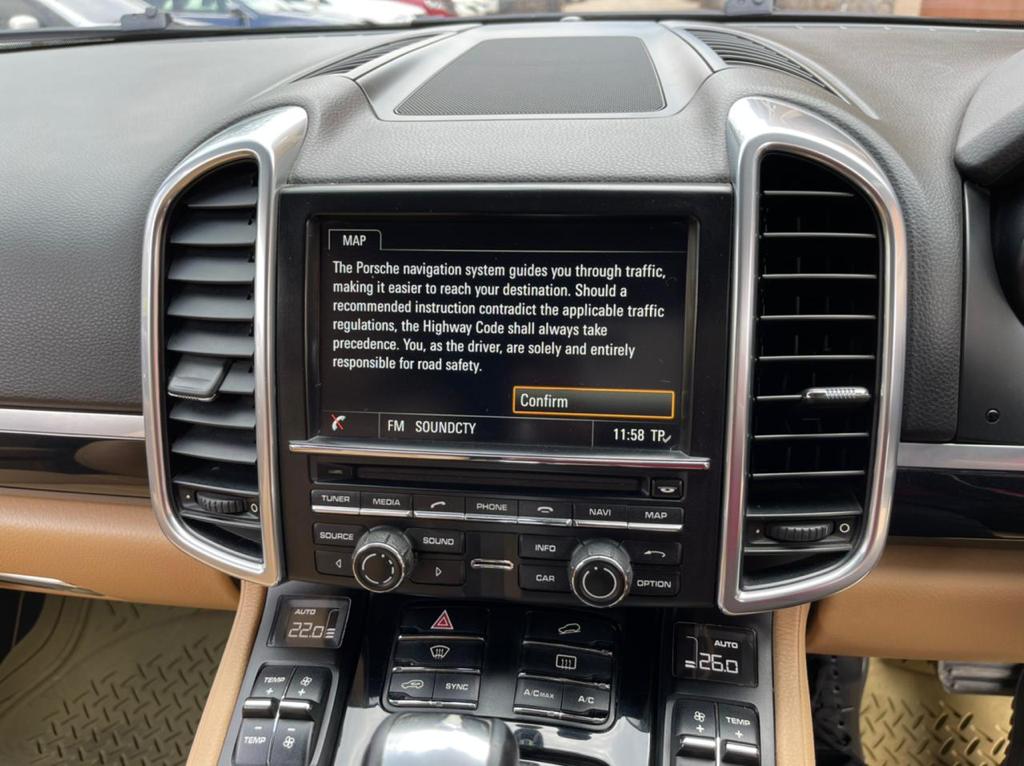 MAP
The Porsche navigation system guides you through traffic,
making it easier to reach your destination. Should a
recommended instruction contradict the applicable traffic
regulations, the Highway Code shall always take
precedence. You, as the driver, are solely and entirely
responsible for road safety.
Confirm
FM SOUNDCTY 11:58 TP
TUNER MEDIA PHONE NAVI MAP
SOURCE SOUND INFO
CAR OPTION
AUTO
22.0
AUTO
26.0
TEMP + +
SYNC A/C MAX A/C
+ TEMP +
- -
TEMP